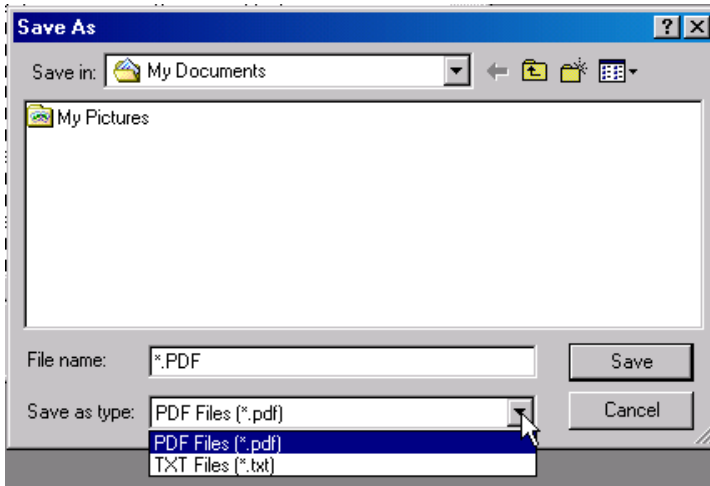 Save As
Save in: My Documents
My Pictures
File name: *.PDF Save
Save as type: PDF Files (*.pdf) Cancel
PDF Files (*.pdf)
TXT Files (*.txt)